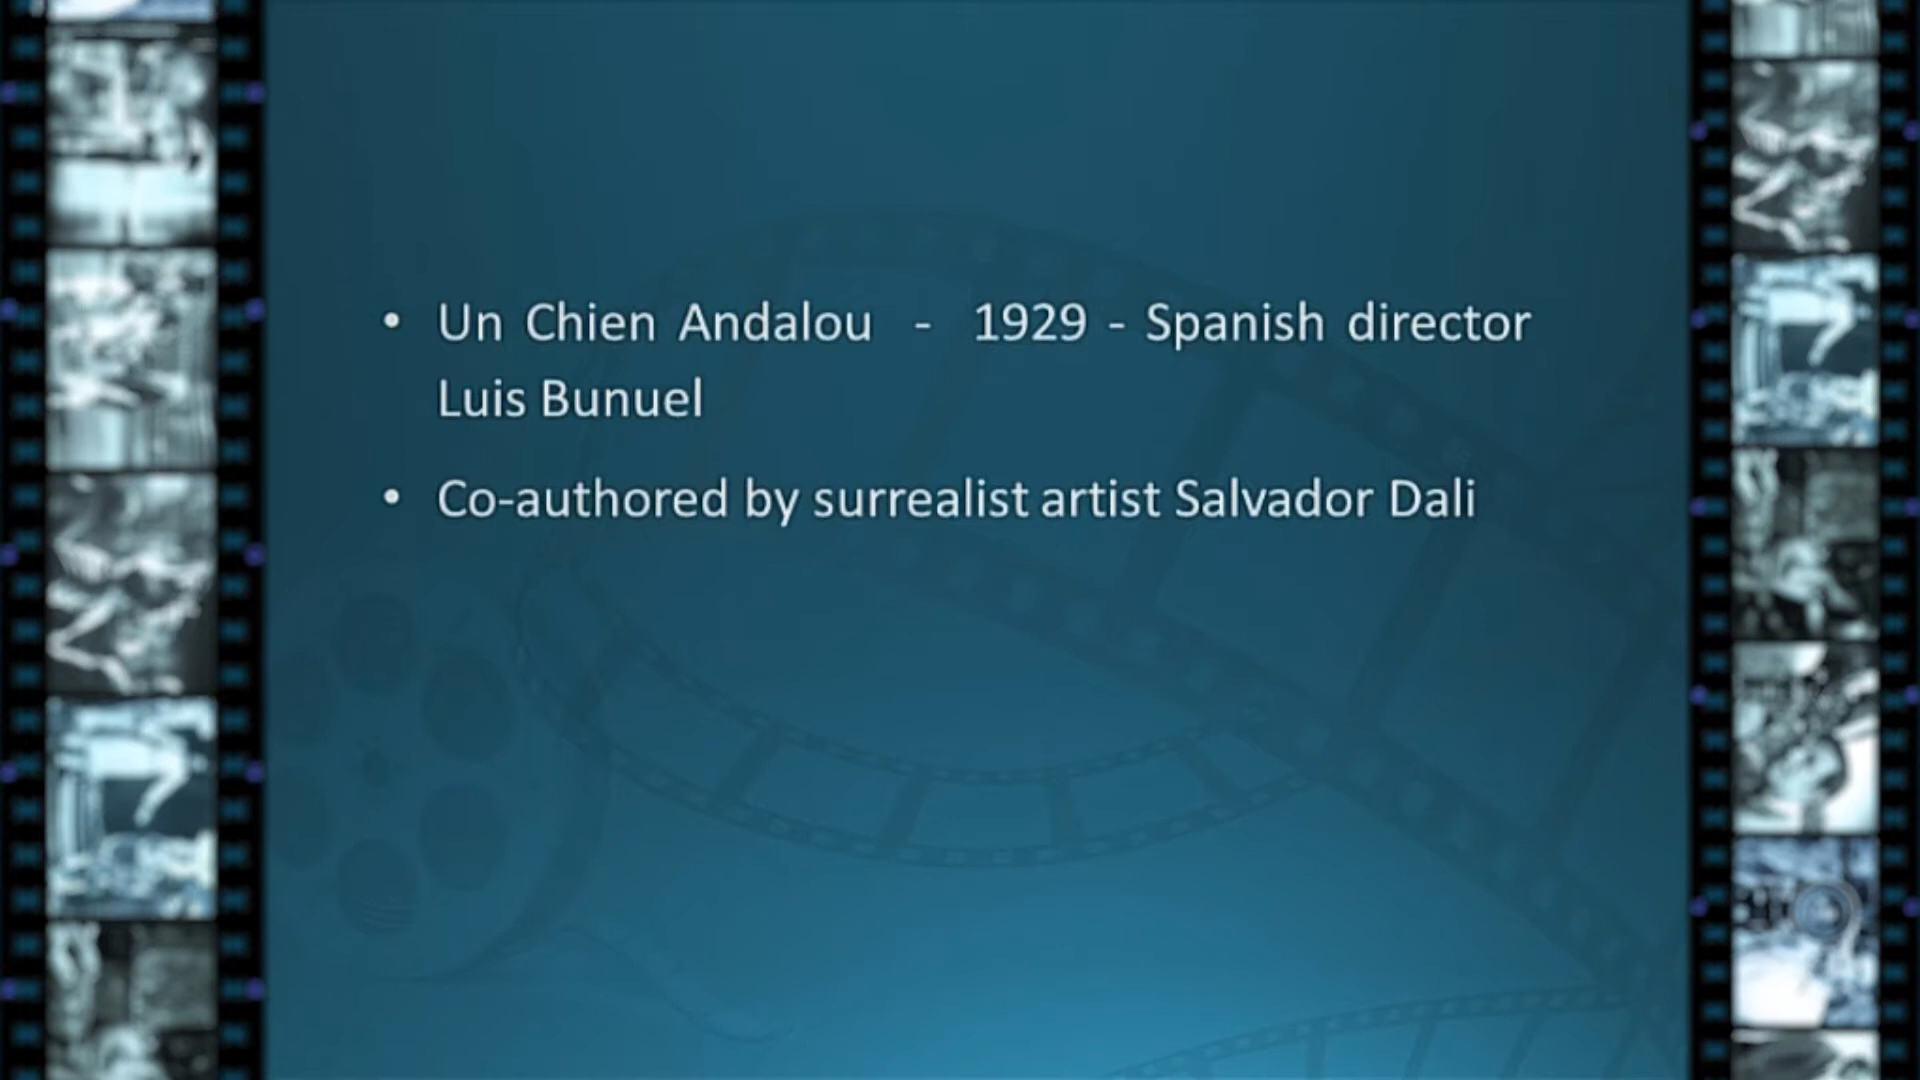 • Un Chien Andalou - 1929 - Spanish director
Luis Bunuel
• Co-authored by surrealist artist Salvador Dali